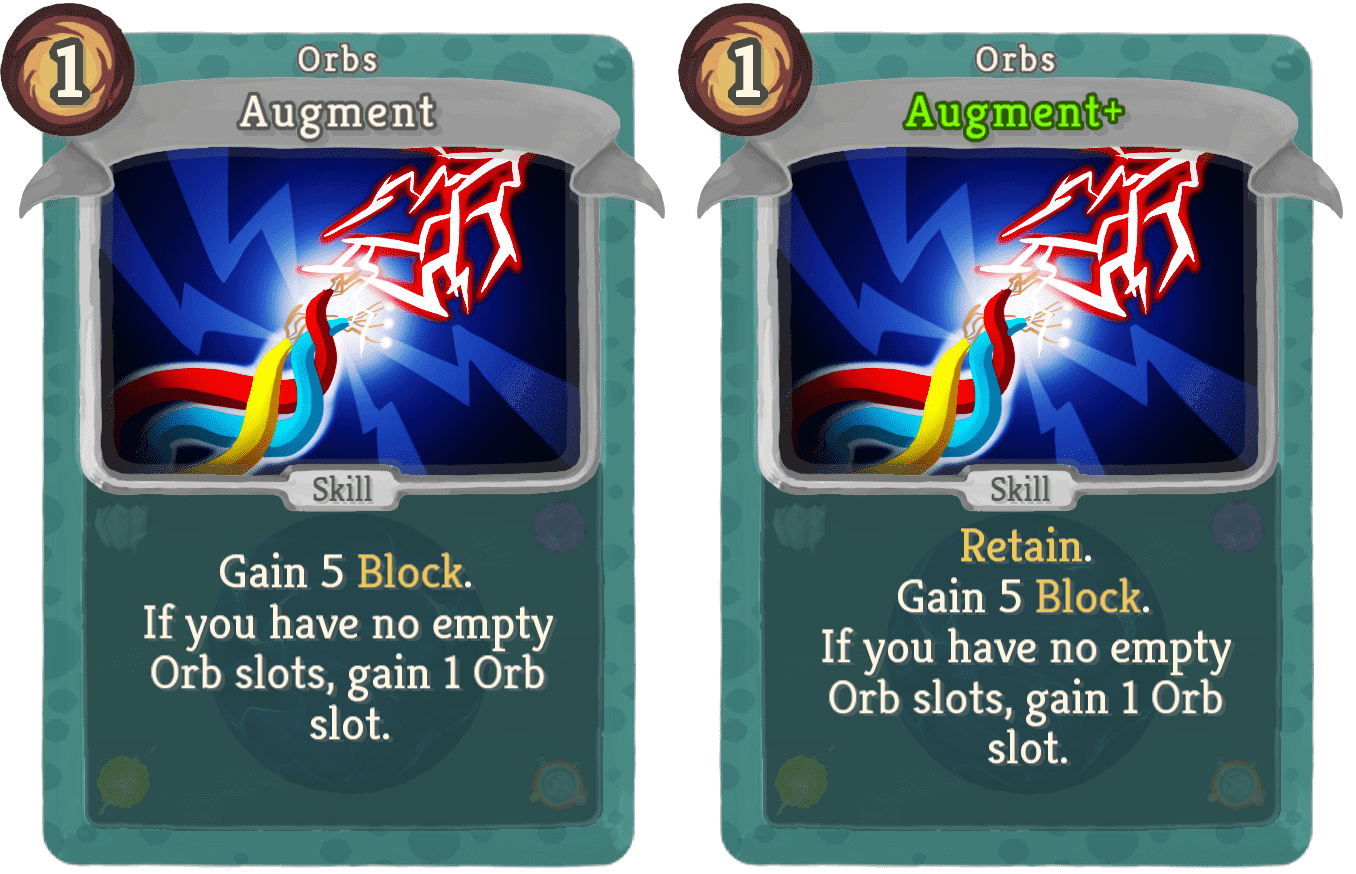 1
Orbs
Augment
Skill
Gain 5 Block.
If you have no empty
Orb slots, gain 1 Orb
slot.
1
Orbs
Augment+
Skill
Retain.
Gain 5 Block.
If you have no empty
Orb slots, gain 1 Orb
slot.